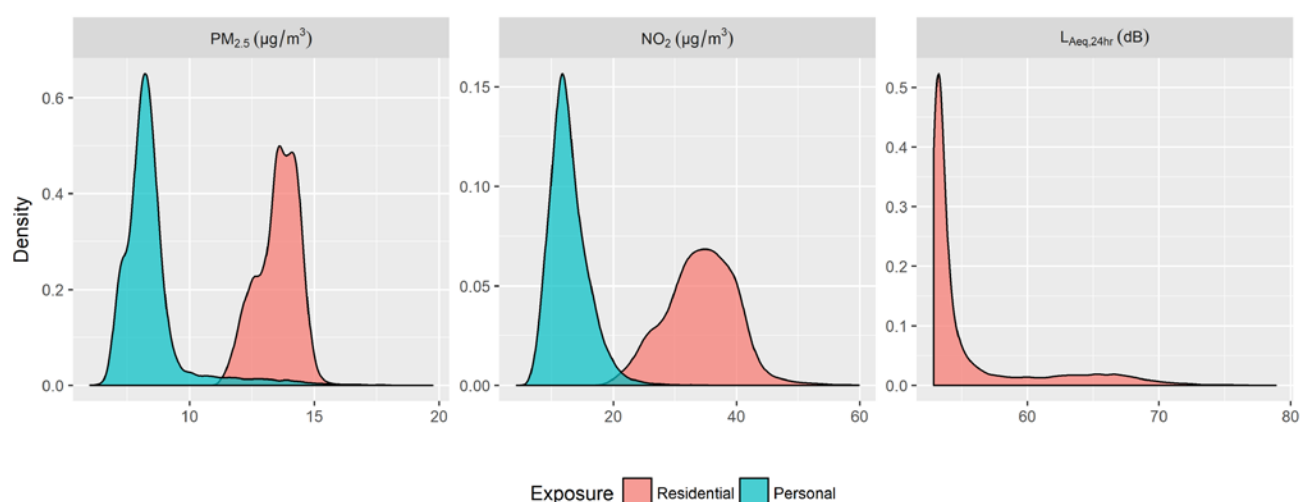 PM2.5 (µg/m³) NO2 (µg/m³) LAeq,24hr (dB)
Density
0.6
0.4
0.2
0.0
10 15 20
0.15
0.10
0.05
0.00
20 40 60
0.5
0.4
0.3
0.2
0.1
0.0
60 70 80
Exposure Residential Personal